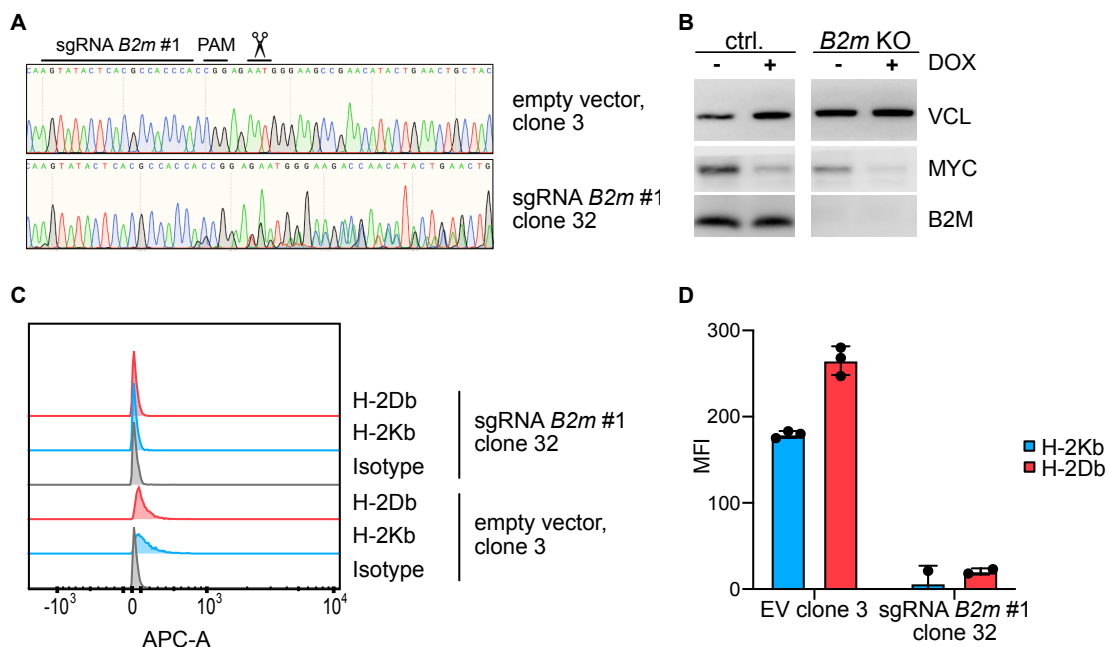 A
sgRNA B2m #1 PAM
CAAGTATACTCACGCCACCCACCGGAGAATGGGAAGCCGAACATACTGAACTGCTAC
empty vector,
clone 3
CAAGTATACTCACGCCACCACCGGAGAATGGGAAGACCAACATACTGAACTG
sgRNA B2m #1
clone 32
B
ctrl. B2m KO
- + - + DOX
VCL
MYC
B2M
C
H-2Db
H-2Kb
Isotype
sgRNA B2m #1
clone 32
H-2Db
H-2Kb
Isotype
empty vector,
clone 3
-10³ 0 10³ 10⁴
APC-A
D
MFI
300
200
100
0
EV clone 3
sgRNA B2m #1
clone 32
H-2Kb
H-2Db